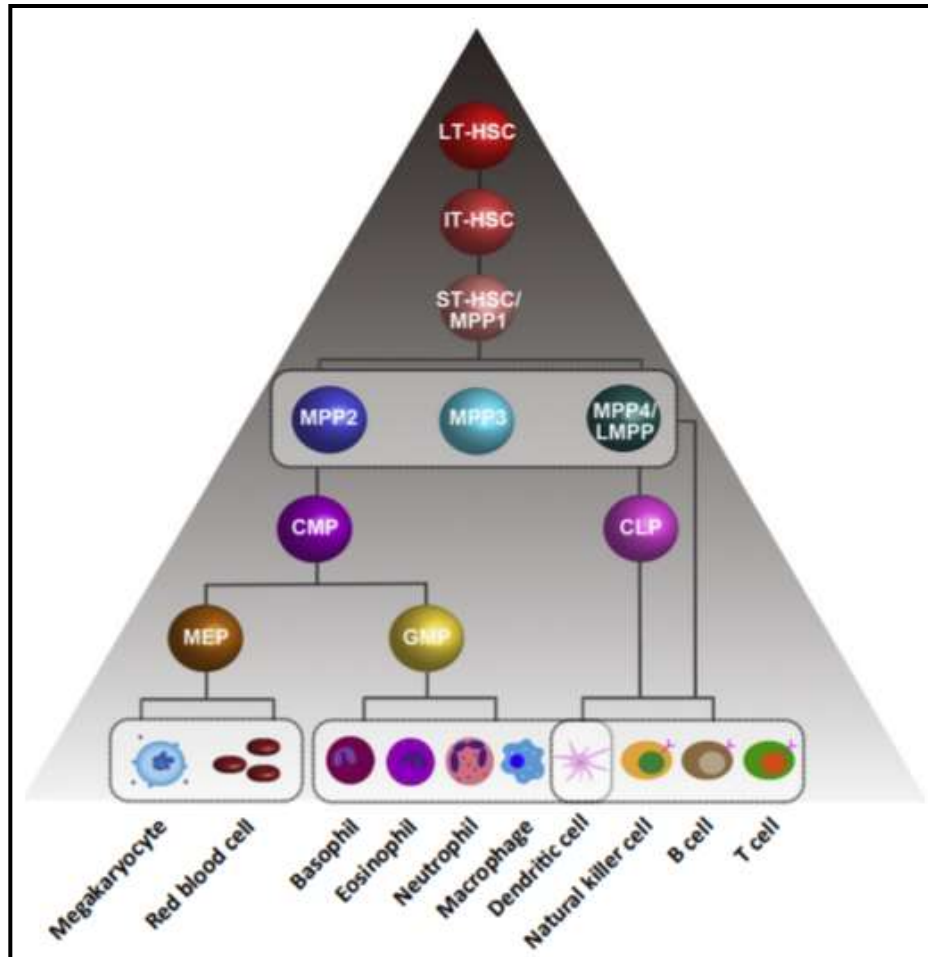 LT-HSC
IT-HSC
ST-HSC/
MPP1
MPP2
MPP3
MPP4/
LMPP
CMP
CLP
MEP
GMP
Megakaryocyte
Red blood cell
Basophil
Eosinophil
Neutrophil
Macrophage
Dendritic cell
Natural killer cell
B cell
T cell